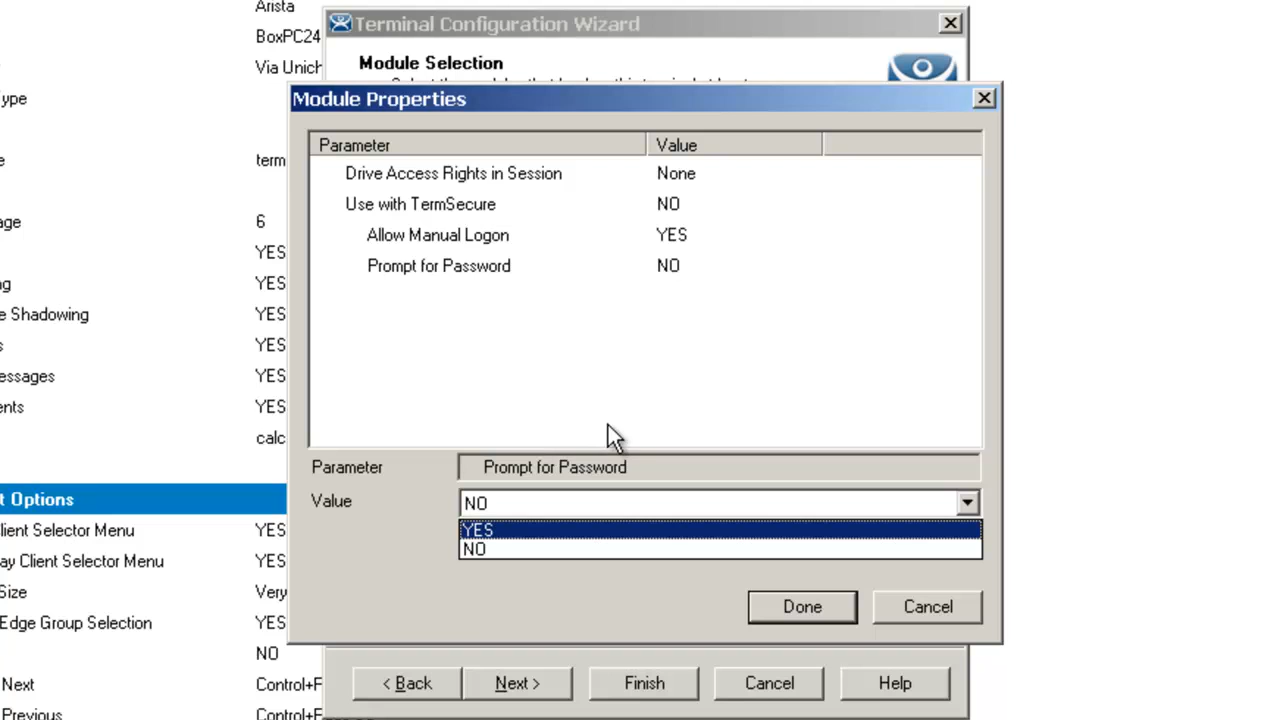 Arista
BoxPC24
Via Unich
ype
e term
age 6
YES
g YES
e Shadowing YES
s YES
essages YES
ents YES
calc
t Options
lient Selector Menu YES
ay Client Selector Menu YES
Size Very
Edge Group Selection YES
NO
Next Control+F
Previous
Terminal Configuration Wizard
Module Selection
Module Properties
Parameter Value
Drive Access Rights in Session None
Use with TermSecure NO
Allow Manual Logon YES
Prompt for Password NO
Parameter Prompt for Password
Value NO
YES
NO
Done Cancel
< Back Next > Finish Cancel Help